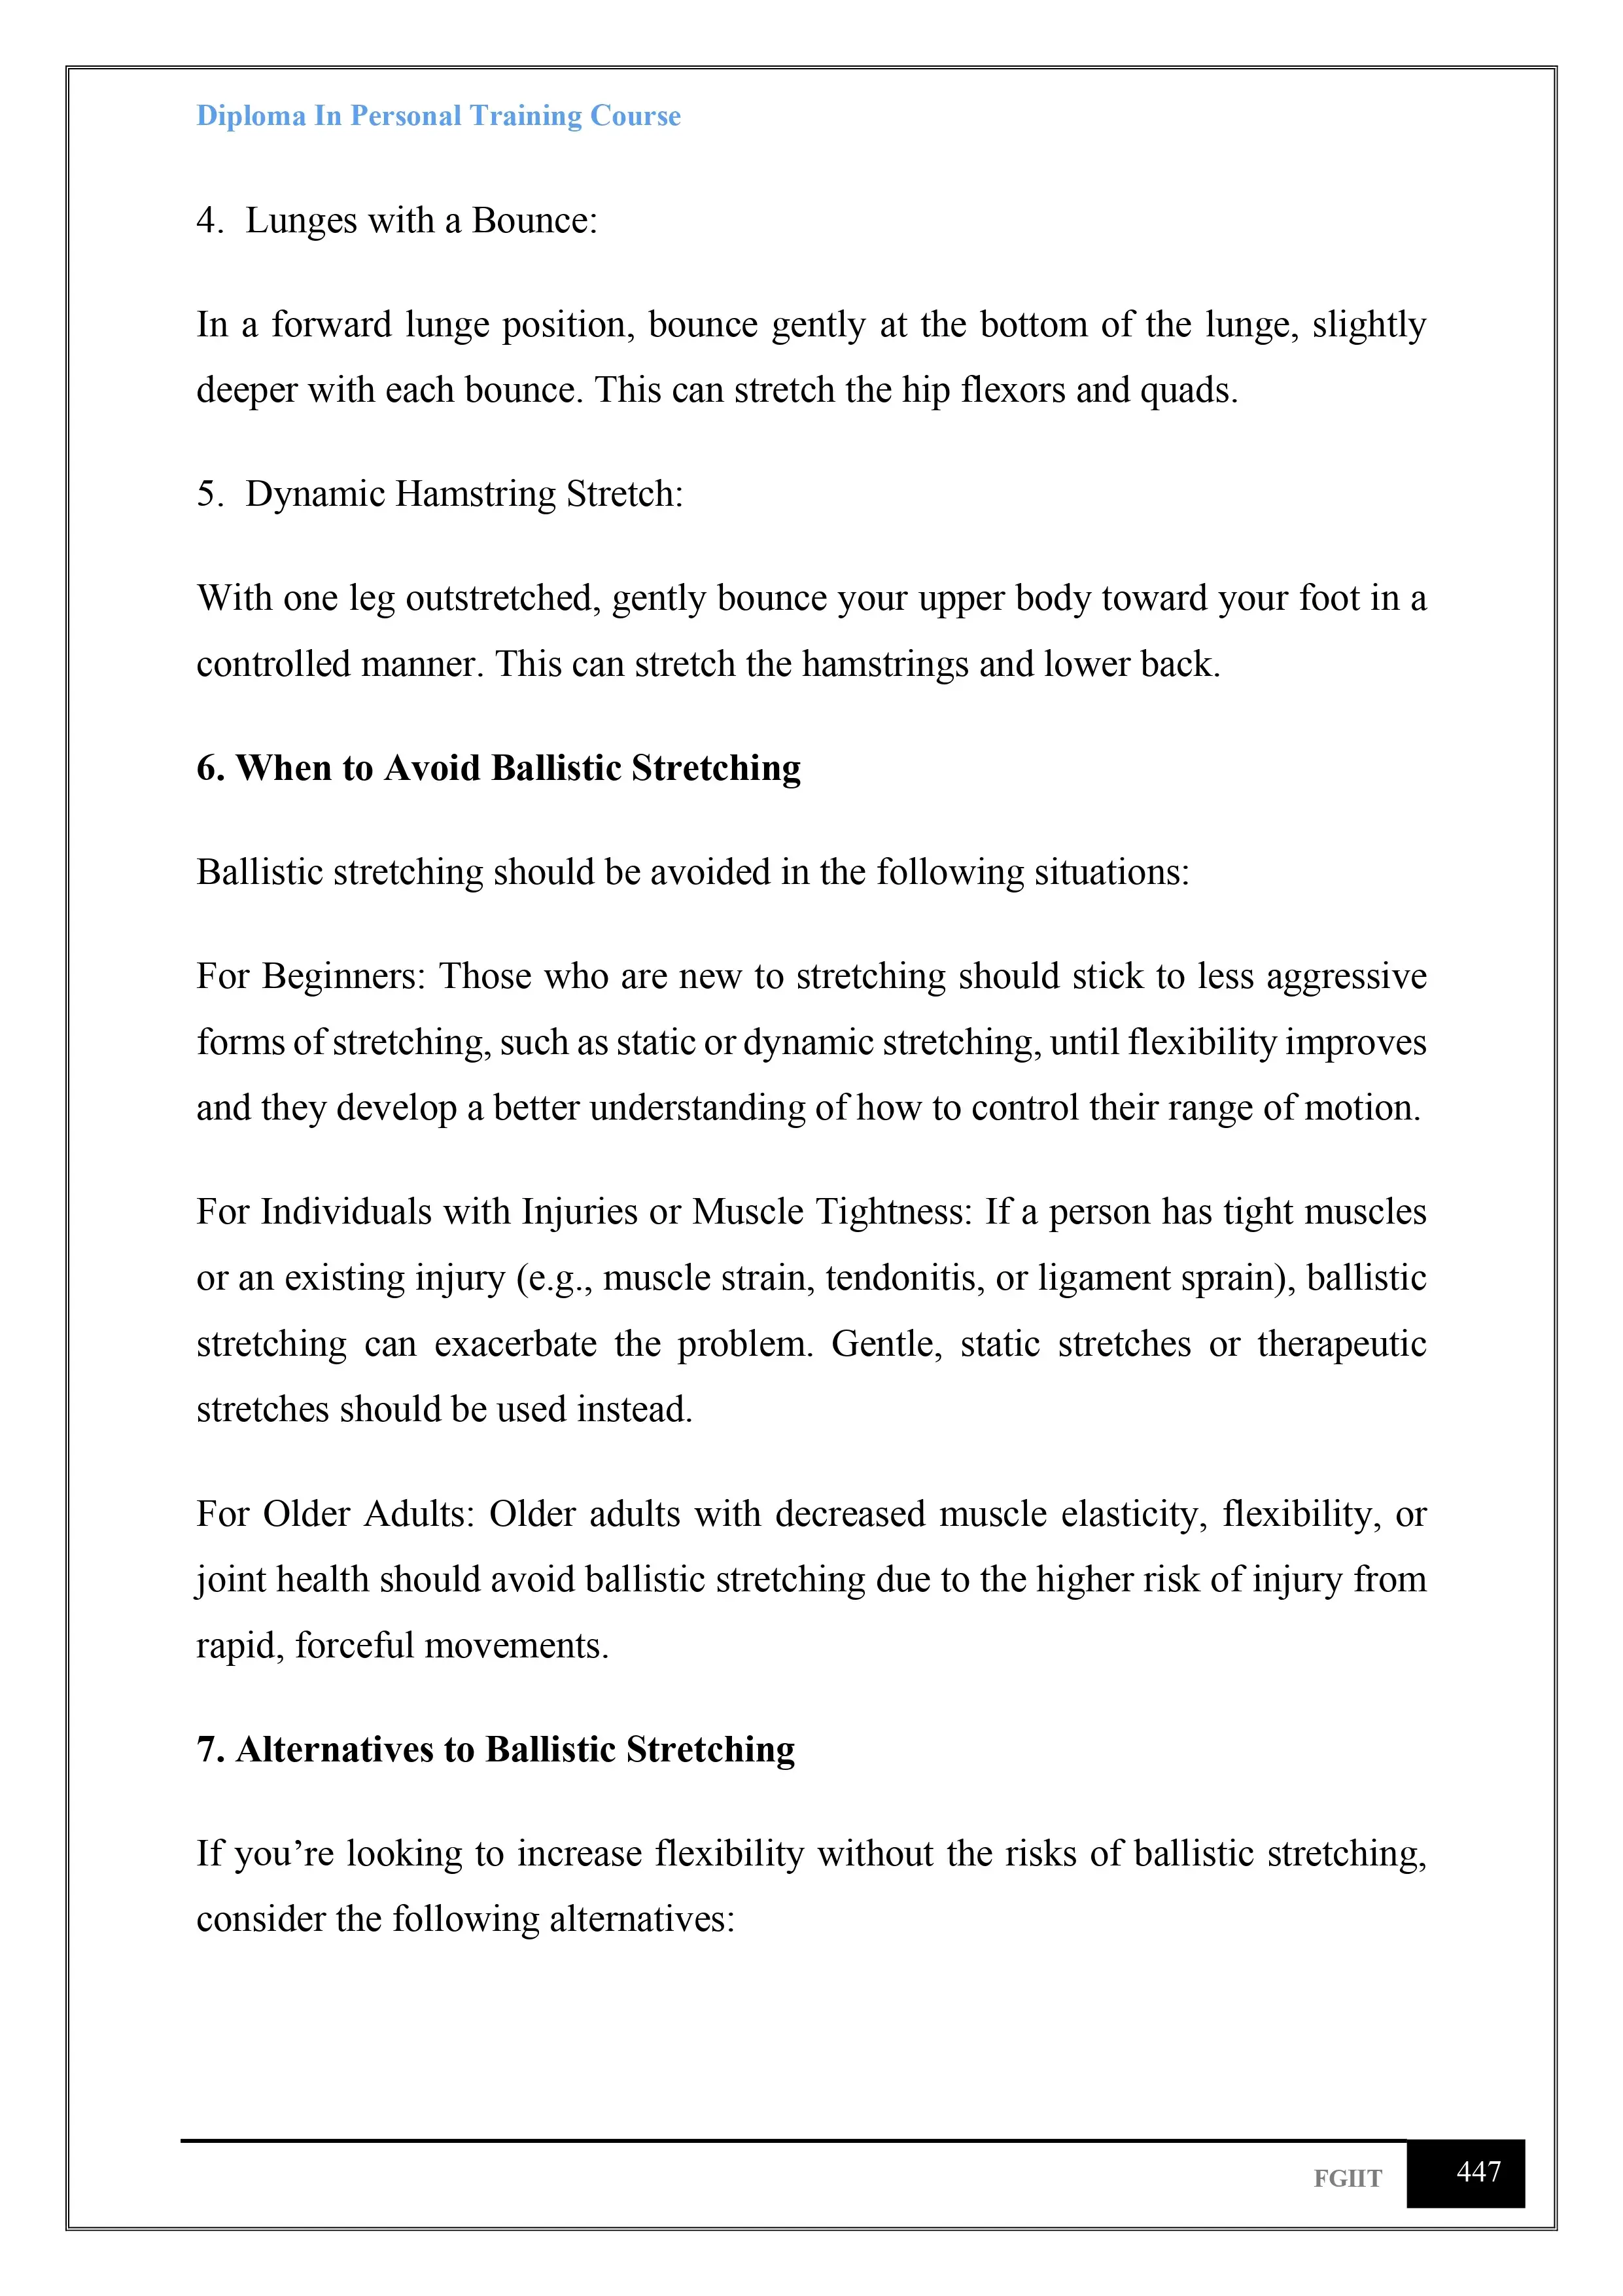 Diploma In Personal Training Course
4. Lunges with a Bounce:
In a forward lunge position, bounce gently at the bottom of the lunge, slightly
deeper with each bounce. This can stretch the hip flexors and quads.
5. Dynamic Hamstring Stretch:
With one leg outstretched, gently bounce your upper body toward your foot in a
controlled manner. This can stretch the hamstrings and lower back.
6. When to Avoid Ballistic Stretching
Ballistic stretching should be avoided in the following situations:
For Beginners: Those who are new to stretching should stick to less aggressive
forms of stretching, such as static or dynamic stretching, until flexibility improves
and they develop a better understanding of how to control their range of motion.
For Individuals with Injuries or Muscle Tightness: If a person has tight muscles
or an existing injury (e.g., muscle strain, tendonitis, or ligament sprain), ballistic
stretching can exacerbate the problem. Gentle, static stretches or therapeutic
stretches should be used instead.
For Older Adults: Older adults with decreased muscle elasticity, flexibility, or
joint health should avoid ballistic stretching due to the higher risk of injury from
rapid, forceful movements.
7. Alternatives to Ballistic Stretching
If you’re looking to increase flexibility without the risks of ballistic stretching,
consider the following alternatives:
FGIIT 447